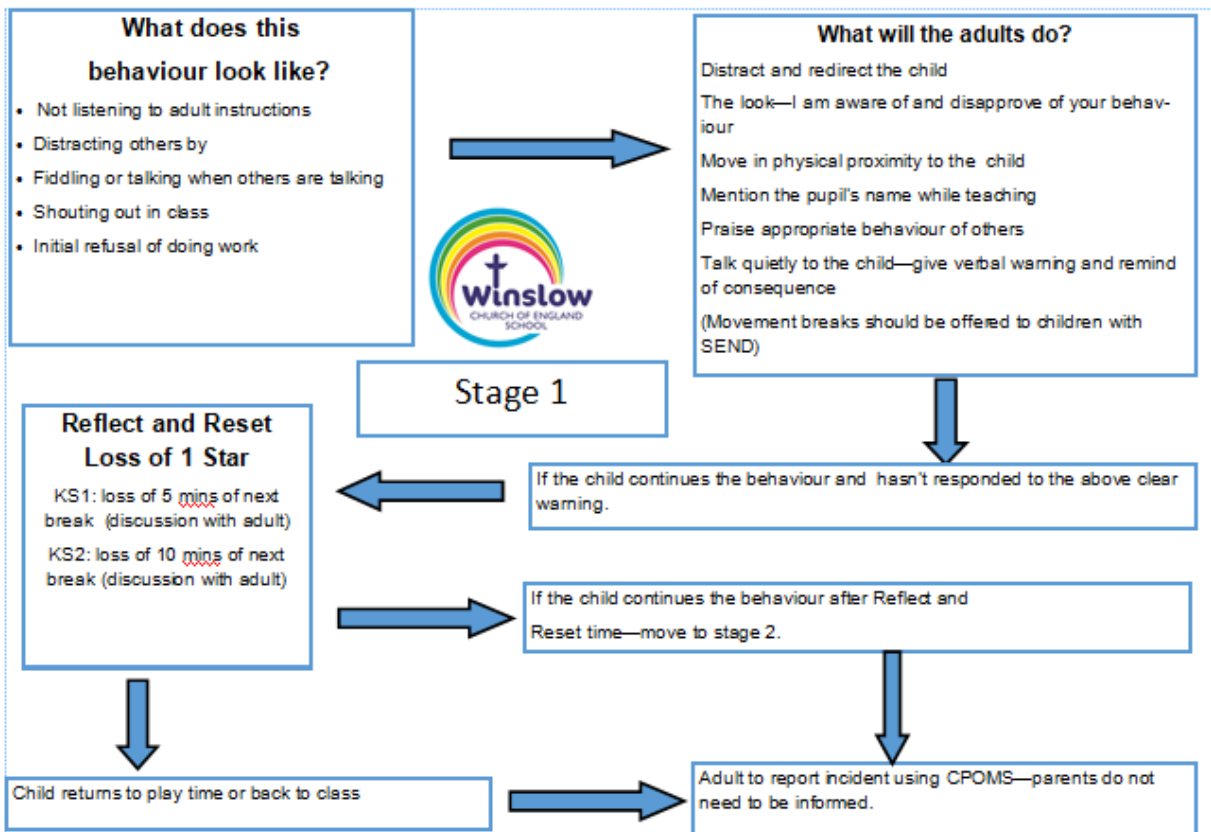 What does this
behaviour look like?
• Not listening to adult instructions
• Distracting others by
• Fiddling or talking when others are talking
• Shouting out in class
• Initial refusal of doing work
What will the adults do?
Distract and redirect the child
The look—I am aware of and disapprove of your behav-
iour
Move in physical proximity to the child
Mention the pupil's name while teaching
Praise appropriate behaviour of others
Talk quietly to the child—give verbal warning and remind
of consequence
(Movement breaks should be offered to children with
SEND)
Winslow
CHURCH OF ENGLAND
SCHOOL
Stage 1
Reflect and Reset
Loss of 1 Star
KS1: loss of 5 mins of next
break (discussion with adult)
KS2: loss of 10 mins of next
break (discussion with adult)
If the child continues the behaviour and hasn't responded to the above clear
warning.
If the child continues the behaviour after Reflect and
Reset time—move to stage 2.
Child returns to play time or back to class
Adult to report incident using CPOMS—parents do not
need to be informed.